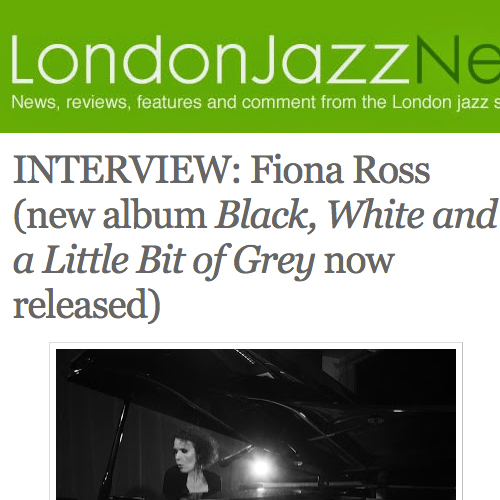 LondonJazzNe
News, reviews, features and comment from the London jazz s
INTERVIEW: Fiona Ross
(new album Black, White and
a Little Bit of Grey now
released)